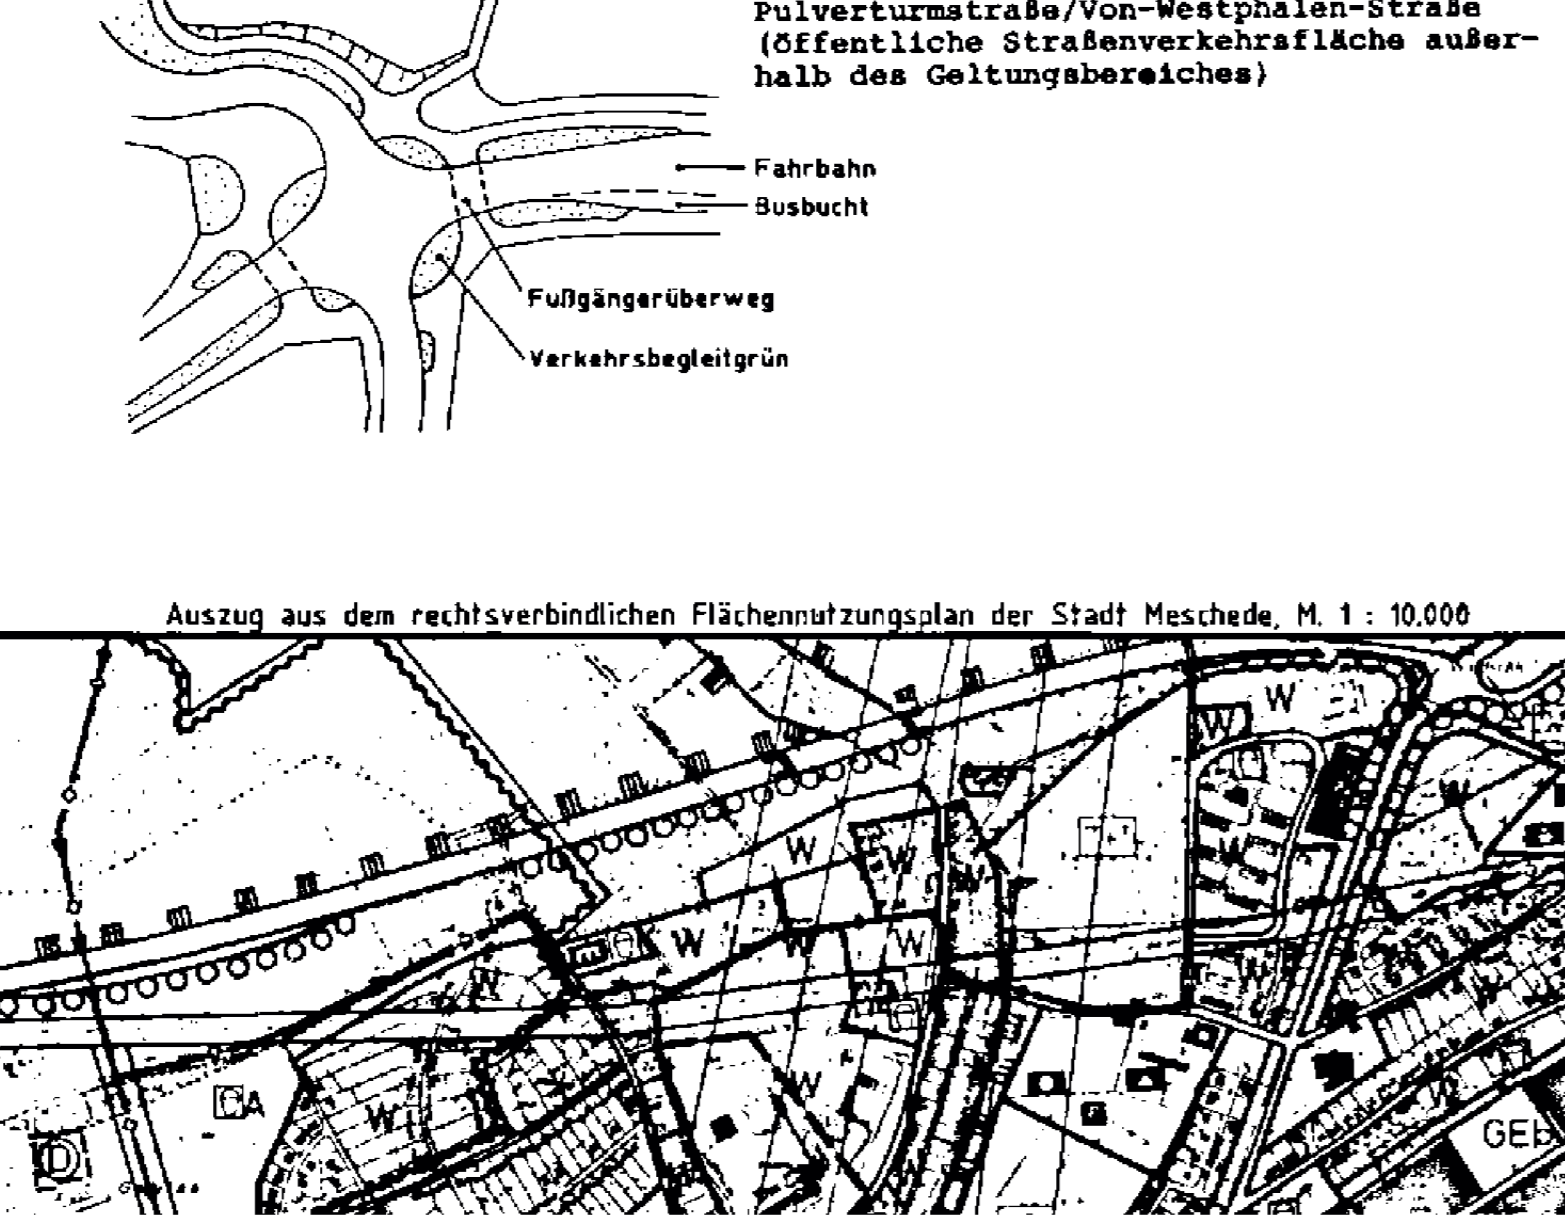 Pulverturmstraße/Von-Westphalen-Straße
(öffentliche Straßenverkehrsfläche außer-
halb des Geltungsbereiches)
Fahrbahn
Busbucht
Fußgängerüberweg
Verkehrsbegleitgrün
Auszug aus dem rechtsverbindlichen Flächennutzungsplan der Stadt Meschede, M. 1 : 10.000
W
W
W
W
W
W
W
W
W
W
W
W
W
A
W
W
W
D
GEb